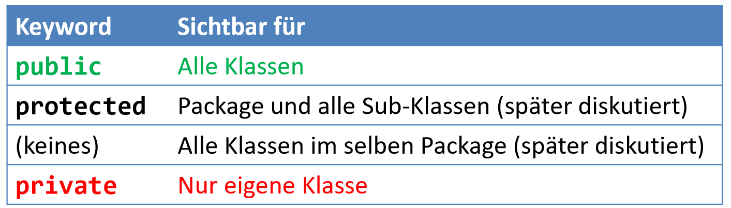 Keyword Sichtbar für
public Alle Klassen
protected Package und alle Sub-Klassen (später diskutiert)
(keines) Alle Klassen im selben Package (später diskutiert)
private Nur eigene Klasse